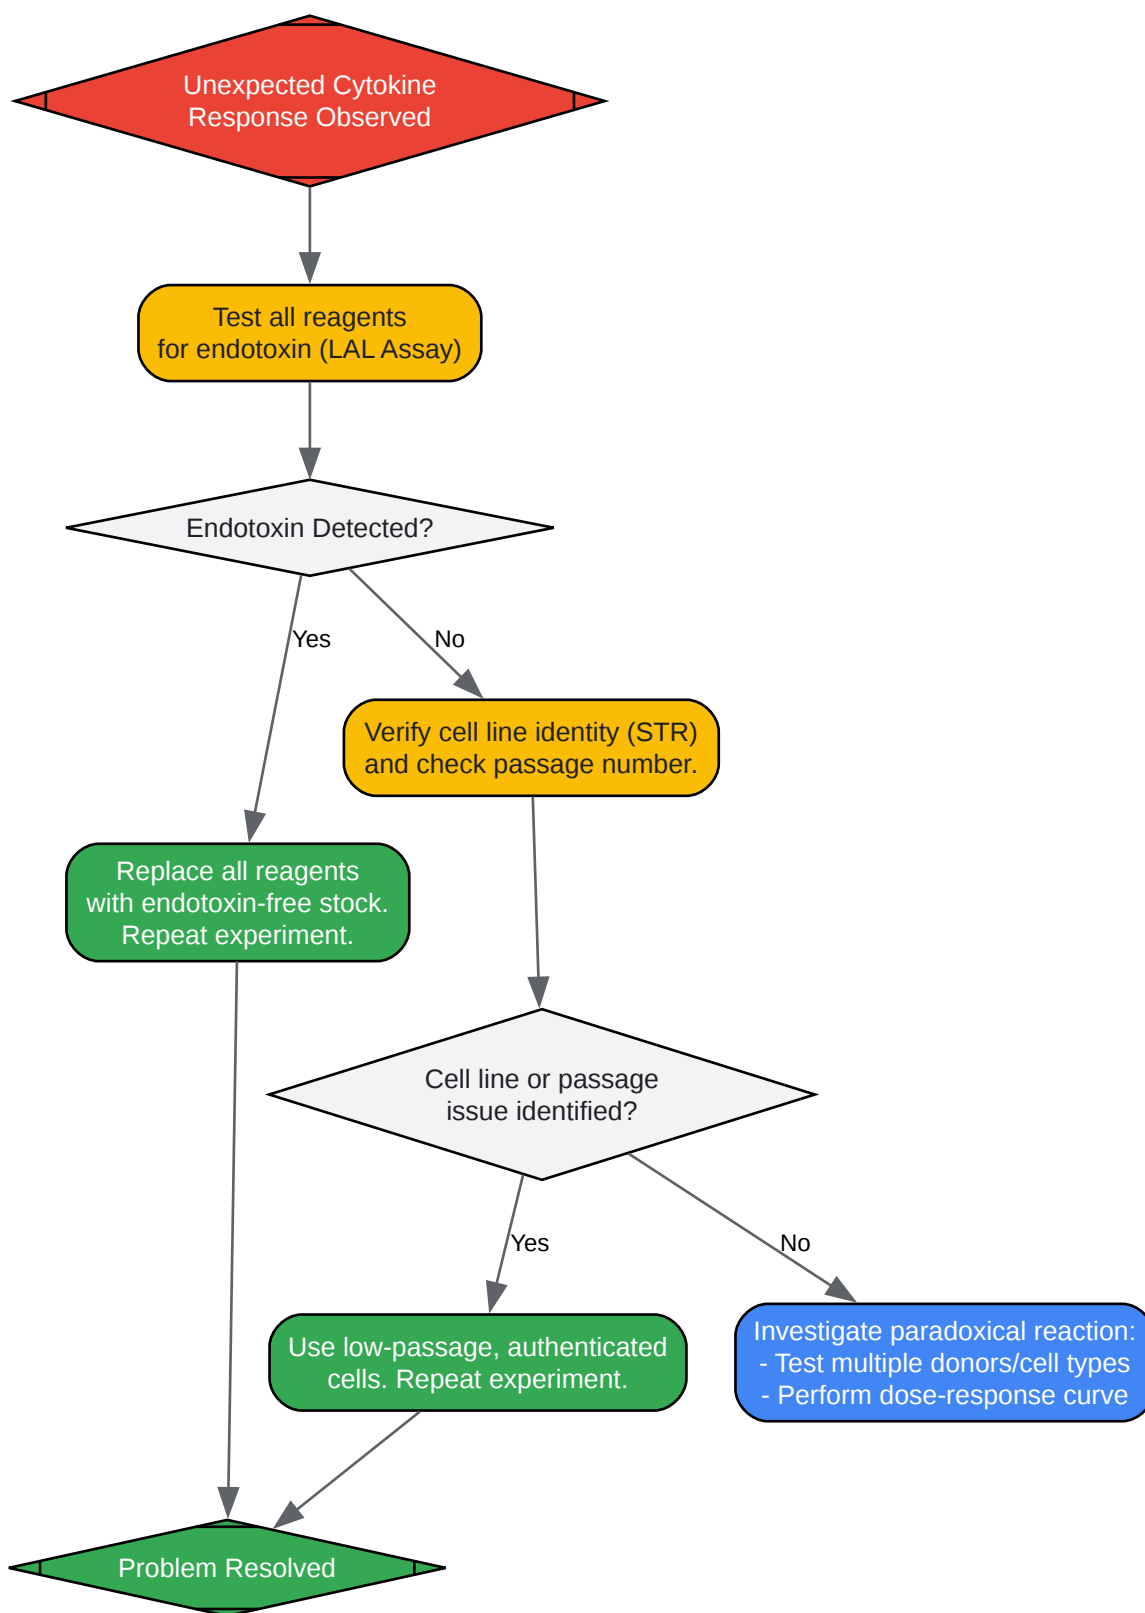 Unexpected Cytokine
Response Observed
Test all reagents
for endotoxin (LAL Assay)
Endotoxin Detected?
Yes
No
Verify cell line identity (STR)
and check passage number.
Replace all reagents
with endotoxin-free stock.
Repeat experiment.
Cell line or passage
issue identified?
Yes
No
Use low-passage, authenticated
cells. Repeat experiment.
Investigate paradoxical reaction:
- Test multiple donors/cell types
- Perform dose-response curve
Problem Resolved